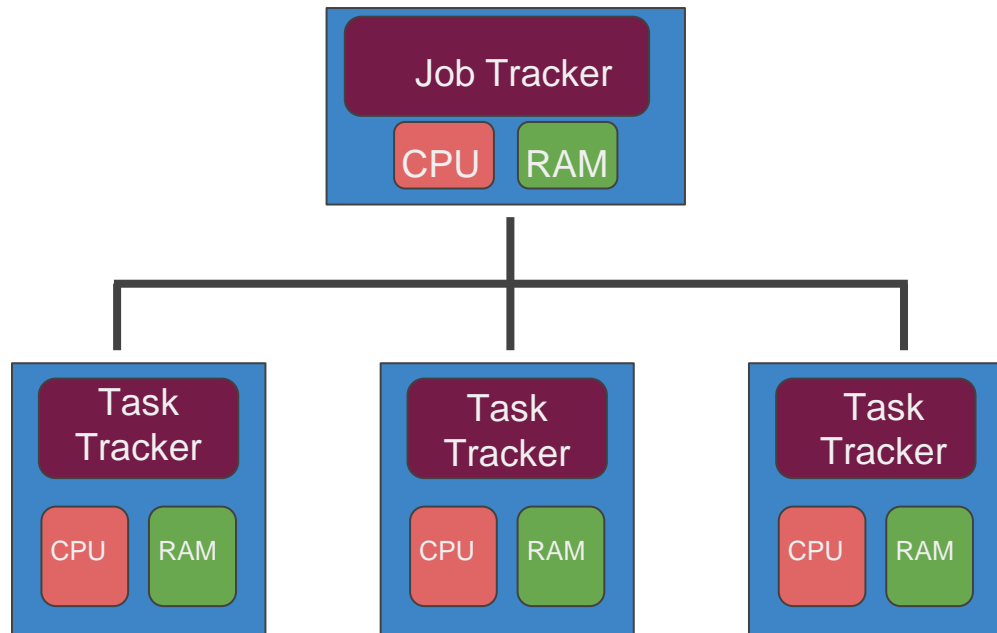 Job Tracker
CPU
RAM
Task
Tracker
CPU
RAM
Task
Tracker
CPU
RAM
Task
Tracker
CPU
RAM